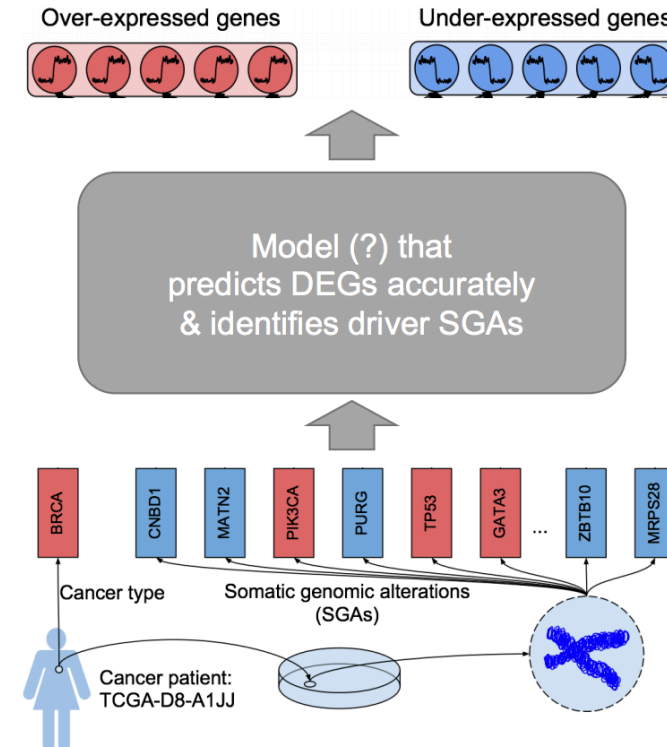 Over-expressed genes
Under-expressed genes
Model (?) that
predicts DEGs accurately
& identifies driver SGAs
BRCA
CNBD1
MATN2
PIK3CA
PURG
TP53
GATA3
...
ZBTB10
MRPS28
Cancer type
Somatic genomic alterations
(SGAs)
Cancer patient:
TCGA-D8-A1JJ